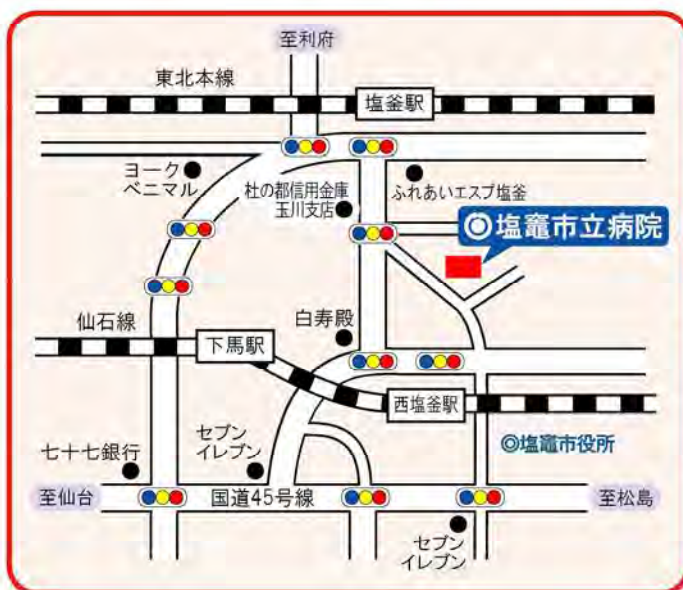 至利府
東北本線
塩釜駅
ヨーク
ベニマル
杜の都信用金庫
玉川支店
ふれあいエスプ塩釜
◎塩竈市立病院
仙石線
下馬駅
白寿殿
西塩釜駅
七十七銀行
セブン
イレブン
◎塩竈市役所
至仙台
国道45号線
至松島
セブン
イレブン